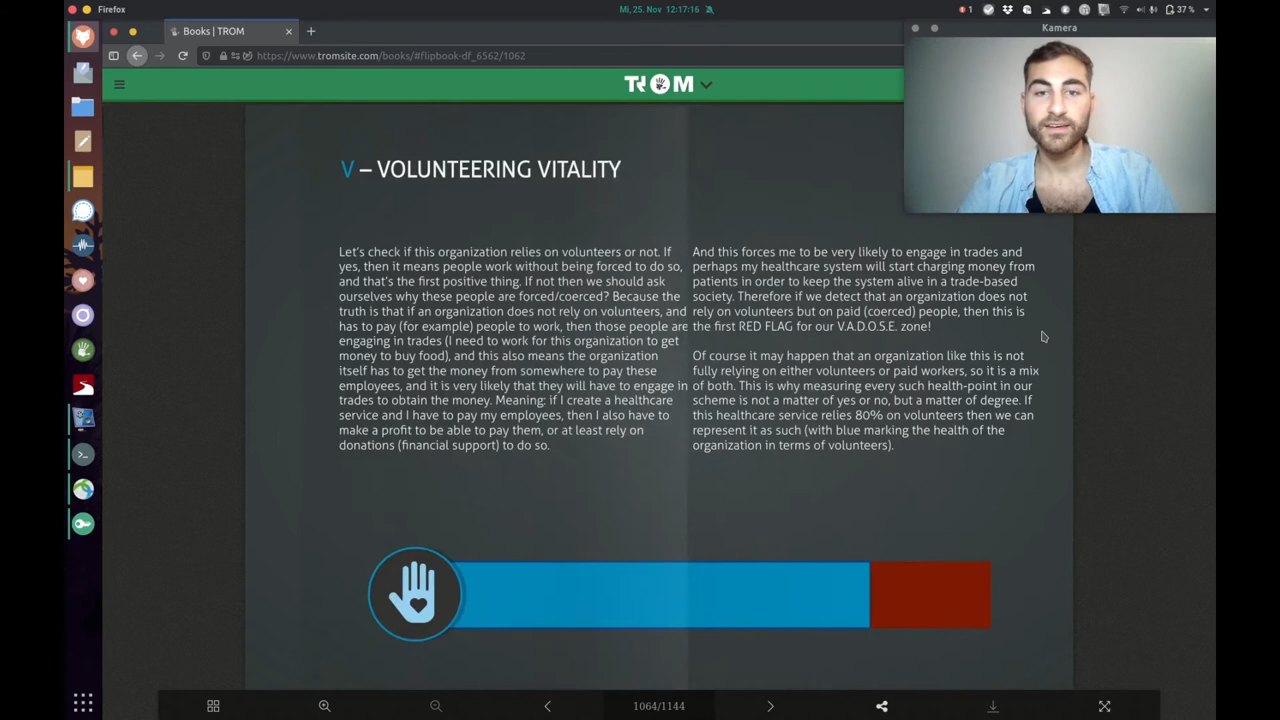 Firefox
Mi, 25. Nov 12:17:16
1
37 %
Books | TROM
https://www.tromsite.com/books/#flipbook-df_6562/1062
Kamera
TROM
V – VOLUNTEERING VITALITY
Let's check if this organization relies on volunteers or not. If
yes, then it means people work without being forced to do so,
and that's the first positive thing. If not then we should ask
ourselves why these people are forced/coerced? Because the
truth is that if an organization does not rely on volunteers, and
has to pay (for example) people to work, then those people are
engaging in trades (I need to work for this organization to get
money to buy food), and this also means the organization
itself has to get the money from somewhere to pay these
employees, and it is very likely that they will have to engage in
trades to obtain the money. Meaning: if I create a healthcare
service and I have to pay my employees, then I also have to
make a profit to be able to pay them, or at least rely on
donations (financial support) to do so.
And this forces me to be very likely to engage in trades and
perhaps my healthcare system will start charging money from
patients in order to keep the system alive in a trade-based
society. Therefore if we detect that an organization does not
rely on volunteers but on paid (coerced) people, then this is
the first RED FLAG for our V.A.D.O.S.E. zone!
Of course it may happen that an organization like this is not
fully relying on either volunteers or paid workers, so it is a mix
of both. This is why measuring every such health-point in our
scheme is not a matter of yes or no, but a matter of degree. If
this healthcare service relies 80% on volunteers then we can
represent it as such (with blue marking the health of the
organization in terms of volunteers).
1064/1144